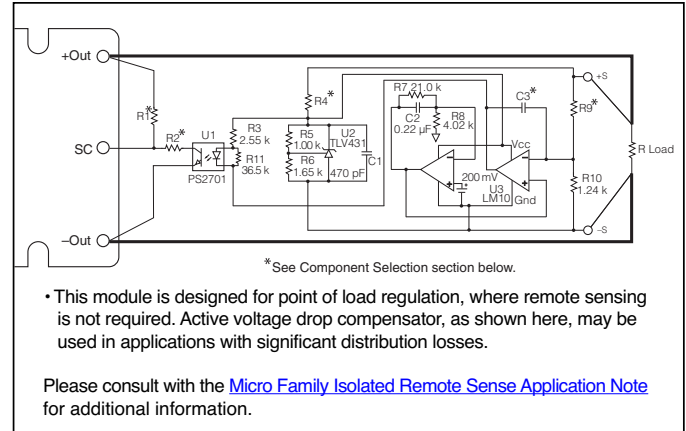 +Out
SC
–Out
R1*
R2*
U1
PS2701
R3
2.55 k
R11
36.5 k
R4*
R5
1.00 k
R6
1.65 k
U2
TLV431
C1
470 pF
R7 21.0 k
C2
0.22 µF
R8
4.02 k
200 mV
U3
LM10
Vcc
Gnd
C3*
+S
R9*
R10
1.24 k
–S
R Load
*See Component Selection section below.
• This module is designed for point of load regulation, where remote sensing
is not required. Active voltage drop compensator, as shown here, may be
used in applications with significant distribution losses.
Please consult with the Micro Family Isolated Remote Sense Application Note
for additional information.